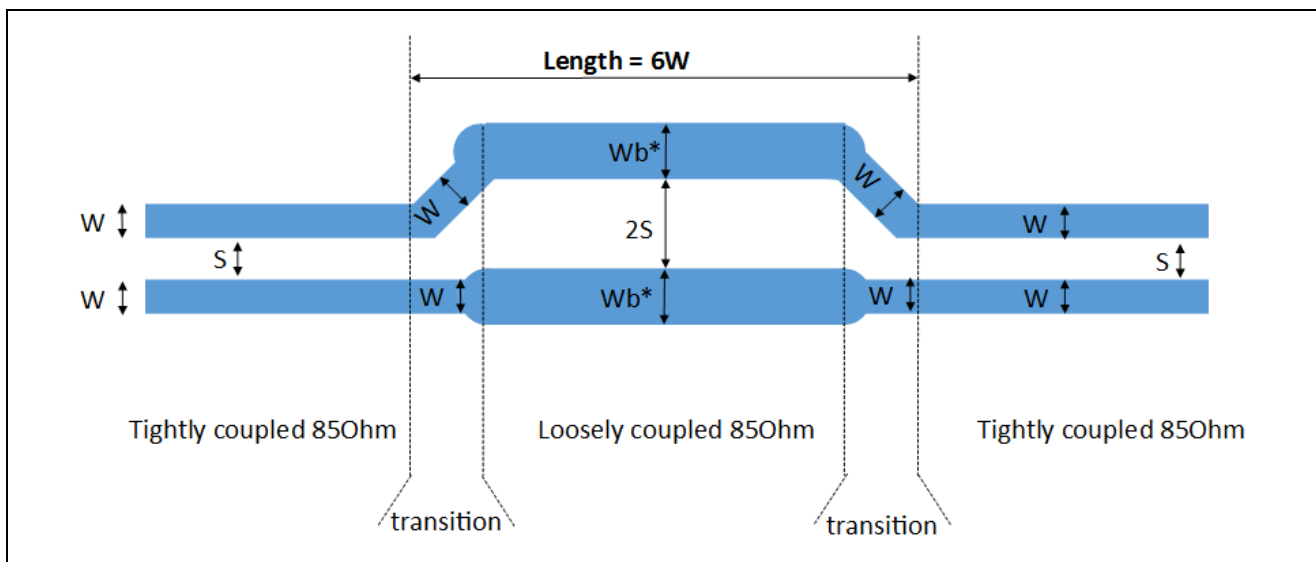 Length = 6W
Wb*
W
W
W
W
2S
S
S
W
W
Wb*
W
W
Tightly coupled 85Ohm
Loosely coupled 85Ohm
Tightly coupled 85Ohm
transition
transition